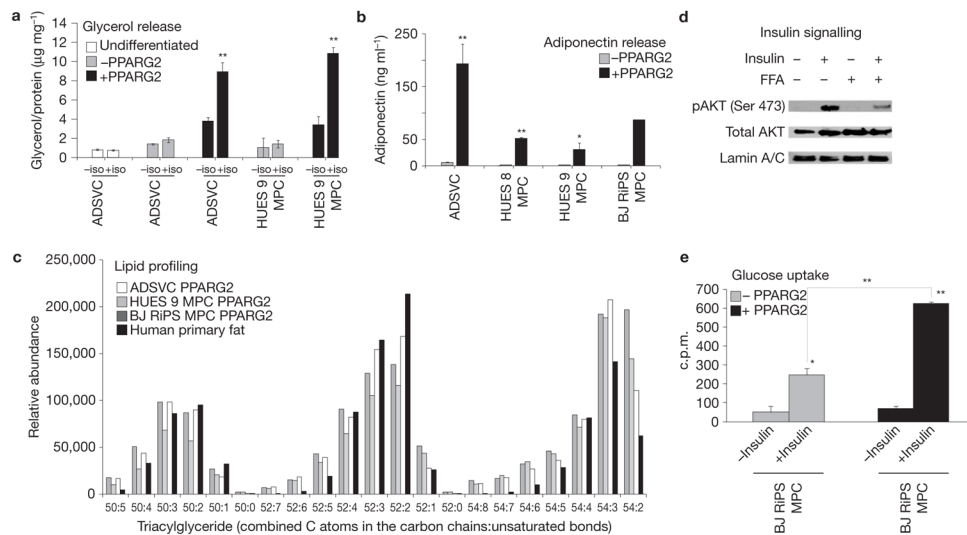 a
Glycerol release
Undifferentiated
–PPARG2
+PPARG2
Glycerol/protein (μg mg–1)
14
12
10
8
6
4
2
0
**
**
–iso +iso –iso +iso –iso +iso –iso +iso –iso +iso
ADSVC
ADSVC
ADSVC
HUES 9
MPC
HUES 9
MPC
b
Adiponectin release
–PPARG2
+PPARG2
Adiponectin (ng ml–1)
250
150
50
0
**
**
*
ADSVC
HUES 8
MPC
HUES 9
MPC
BJ RiPS
MPC
d
Insulin signalling
Insulin – + – +
FFA – – + +
pAKT (Ser 473)
Total AKT
Lamin A/C
c
Lipid profiling
ADSVC PPARG2
HUES 9 MPC PPARG2
BJ RiPS MPC PPARG2
Human primary fat
Relative abundance
250,000
200,000
150,000
100,000
50,000
0
50:5 50:4 50:3 50:2 50:1 50:0 52:7 52:6 52:5 52:4 52:3 52:2 52:1 52:0 54:8 54:7 54:6 54:5 54:4 54:3 54:2
Triacylglyceride (combined C atoms in the carbon chains:unsaturated bonds)
e
Glucose uptake
– PPARG2
+ PPARG2
c.p.m.
700
600
500
400
300
200
100
0
**
**
*
–Insulin
+Insulin
–Insulin
+Insulin
BJ RiPS
MPC
BJ RiPS
MPC